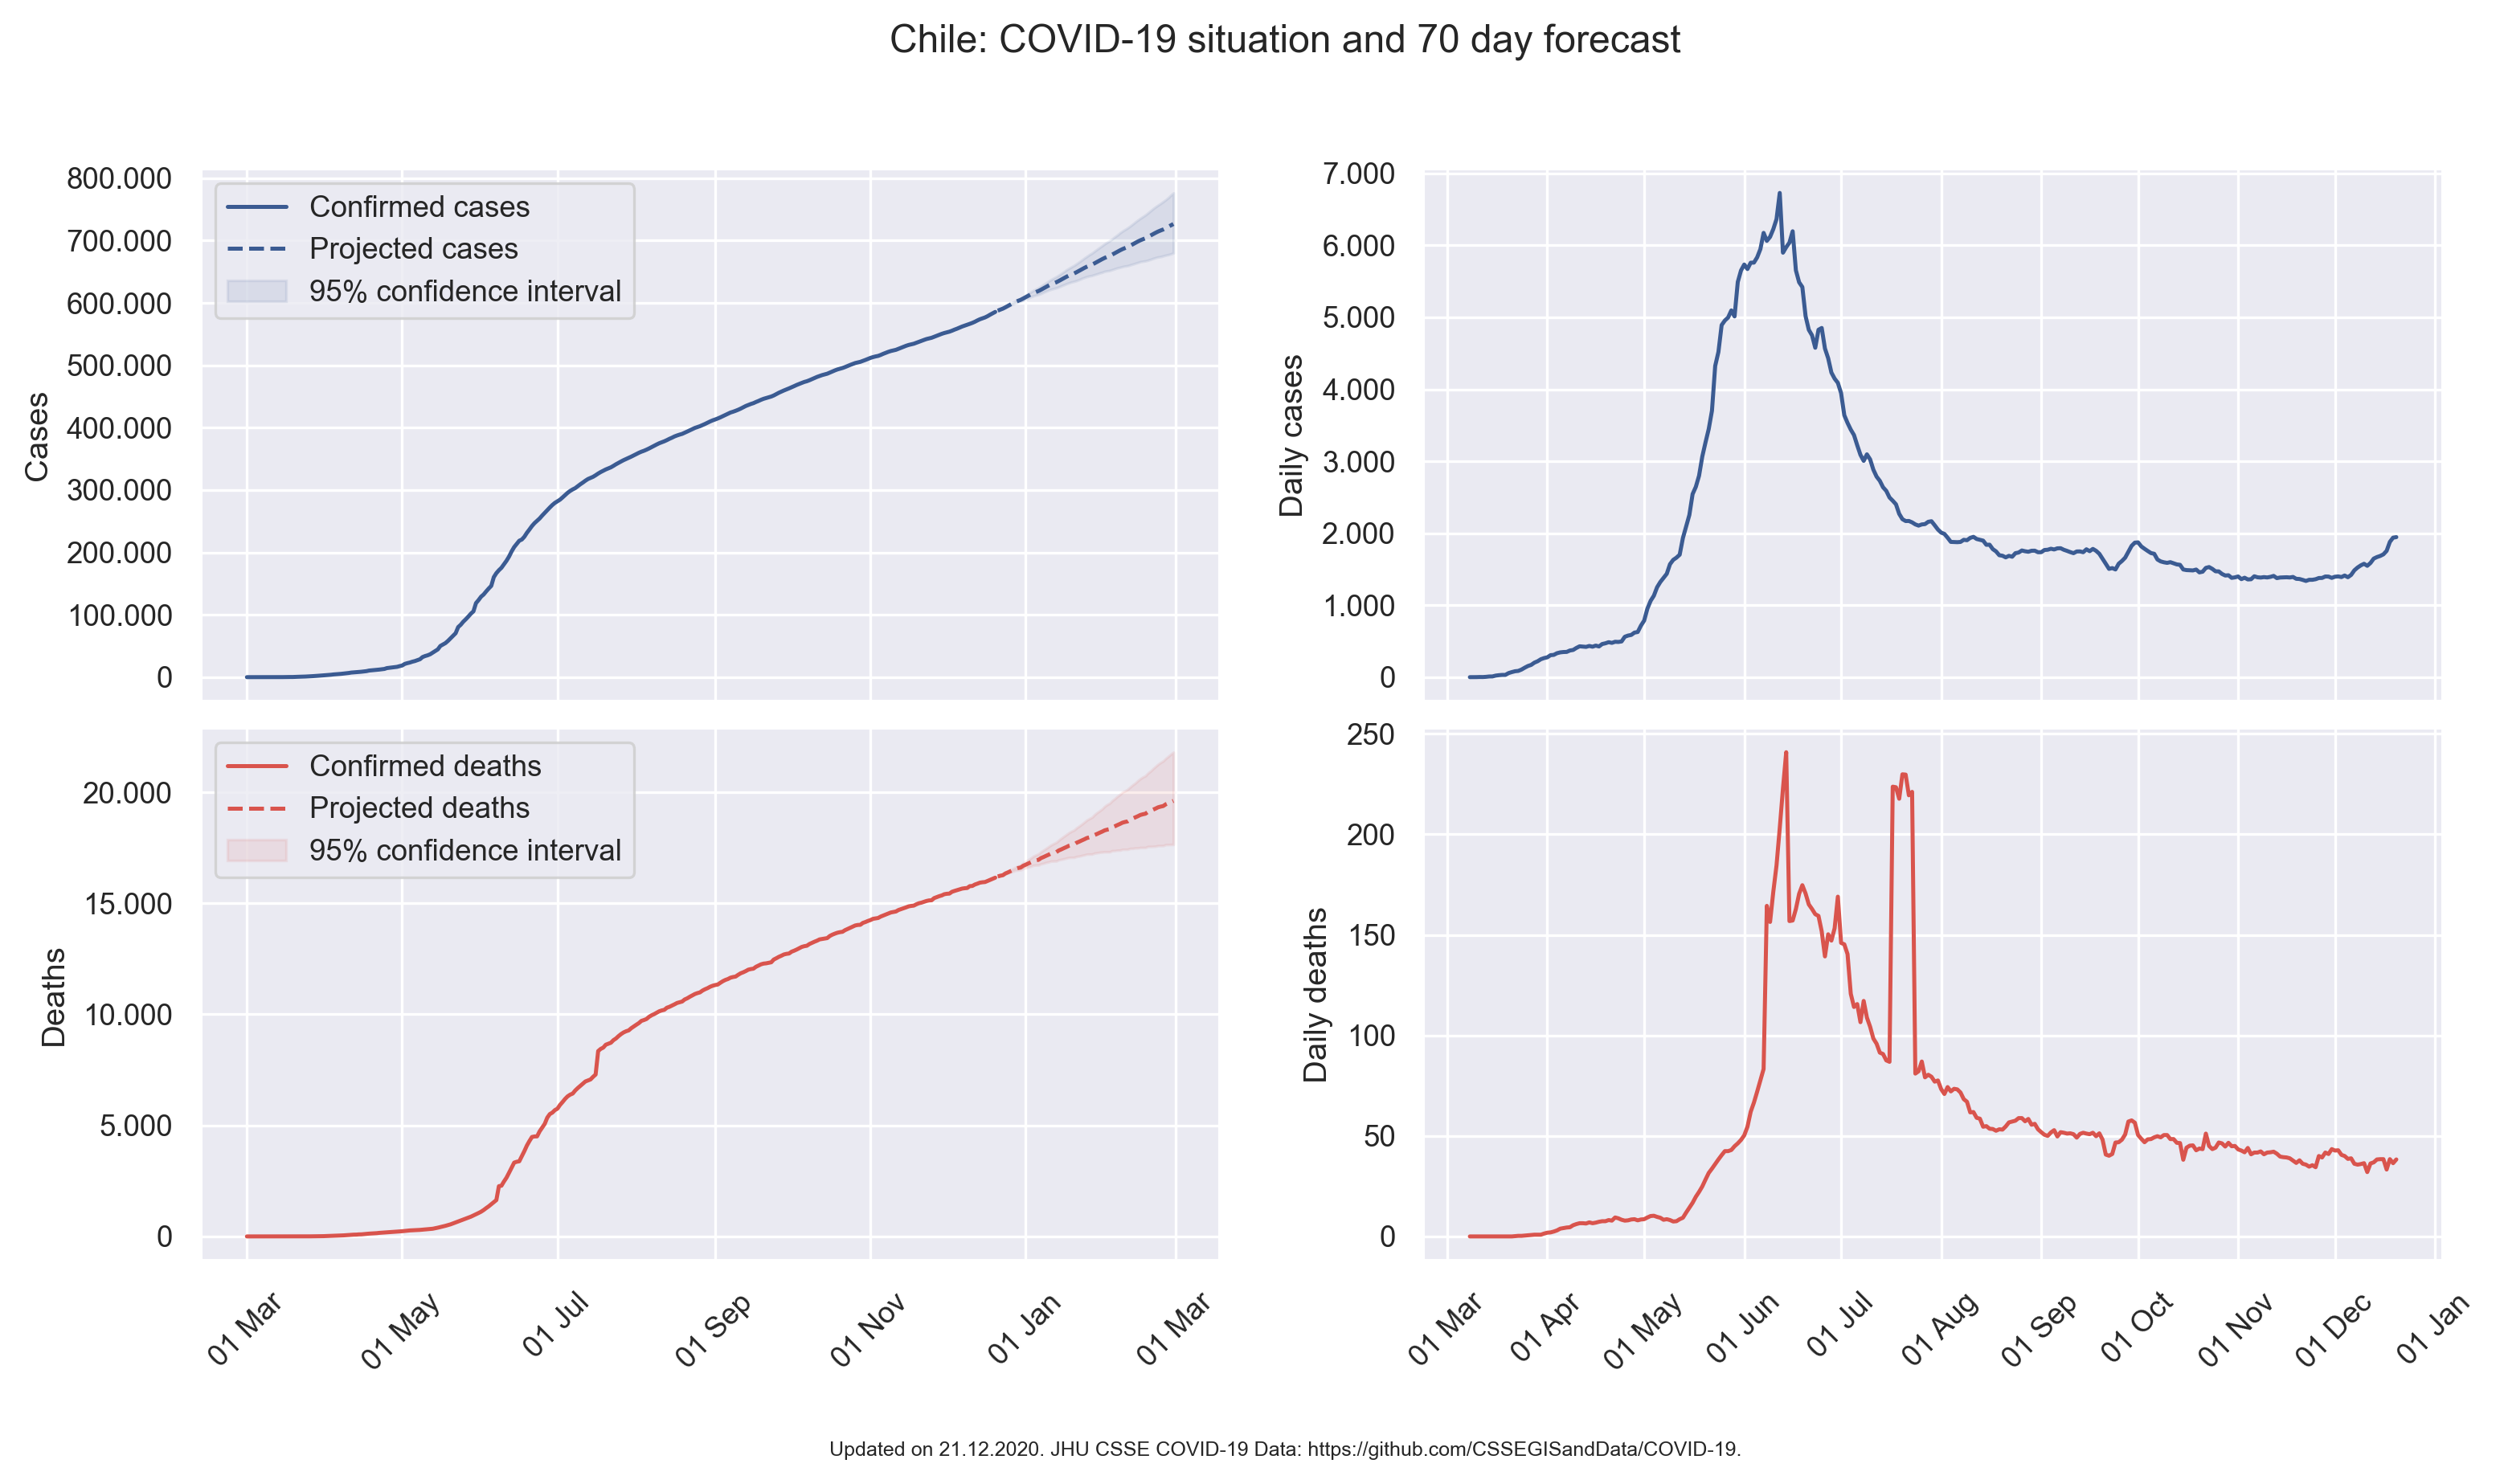 Chile: COVID-19 situation and 70 day forecast
800.000
700.000
600.000
500.000
400.000
300.000
200.000
100.000
0
Cases
Confirmed cases
Projected cases
95% confidence interval
7.000
6.000
5.000
4.000
3.000
2.000
1.000
0
Daily cases
20.000
15.000
10.000
5.000
0
Deaths
Confirmed deaths
Projected deaths
95% confidence interval
01 Mar
01 May
01 Jul
01 Sep
01 Nov
01 Jan
01 Mar
250
200
150
100
50
0
Daily deaths
01 Mar
01 Apr
01 May
01 Jun
01 Jul
01 Aug
01 Sep
01 Oct
01 Nov
01 Dec
01 Jan
Updated on 21.12.2020. JHU CSSE COVID-19 Data: https://github.com/CSSEGISandData/COVID-19.